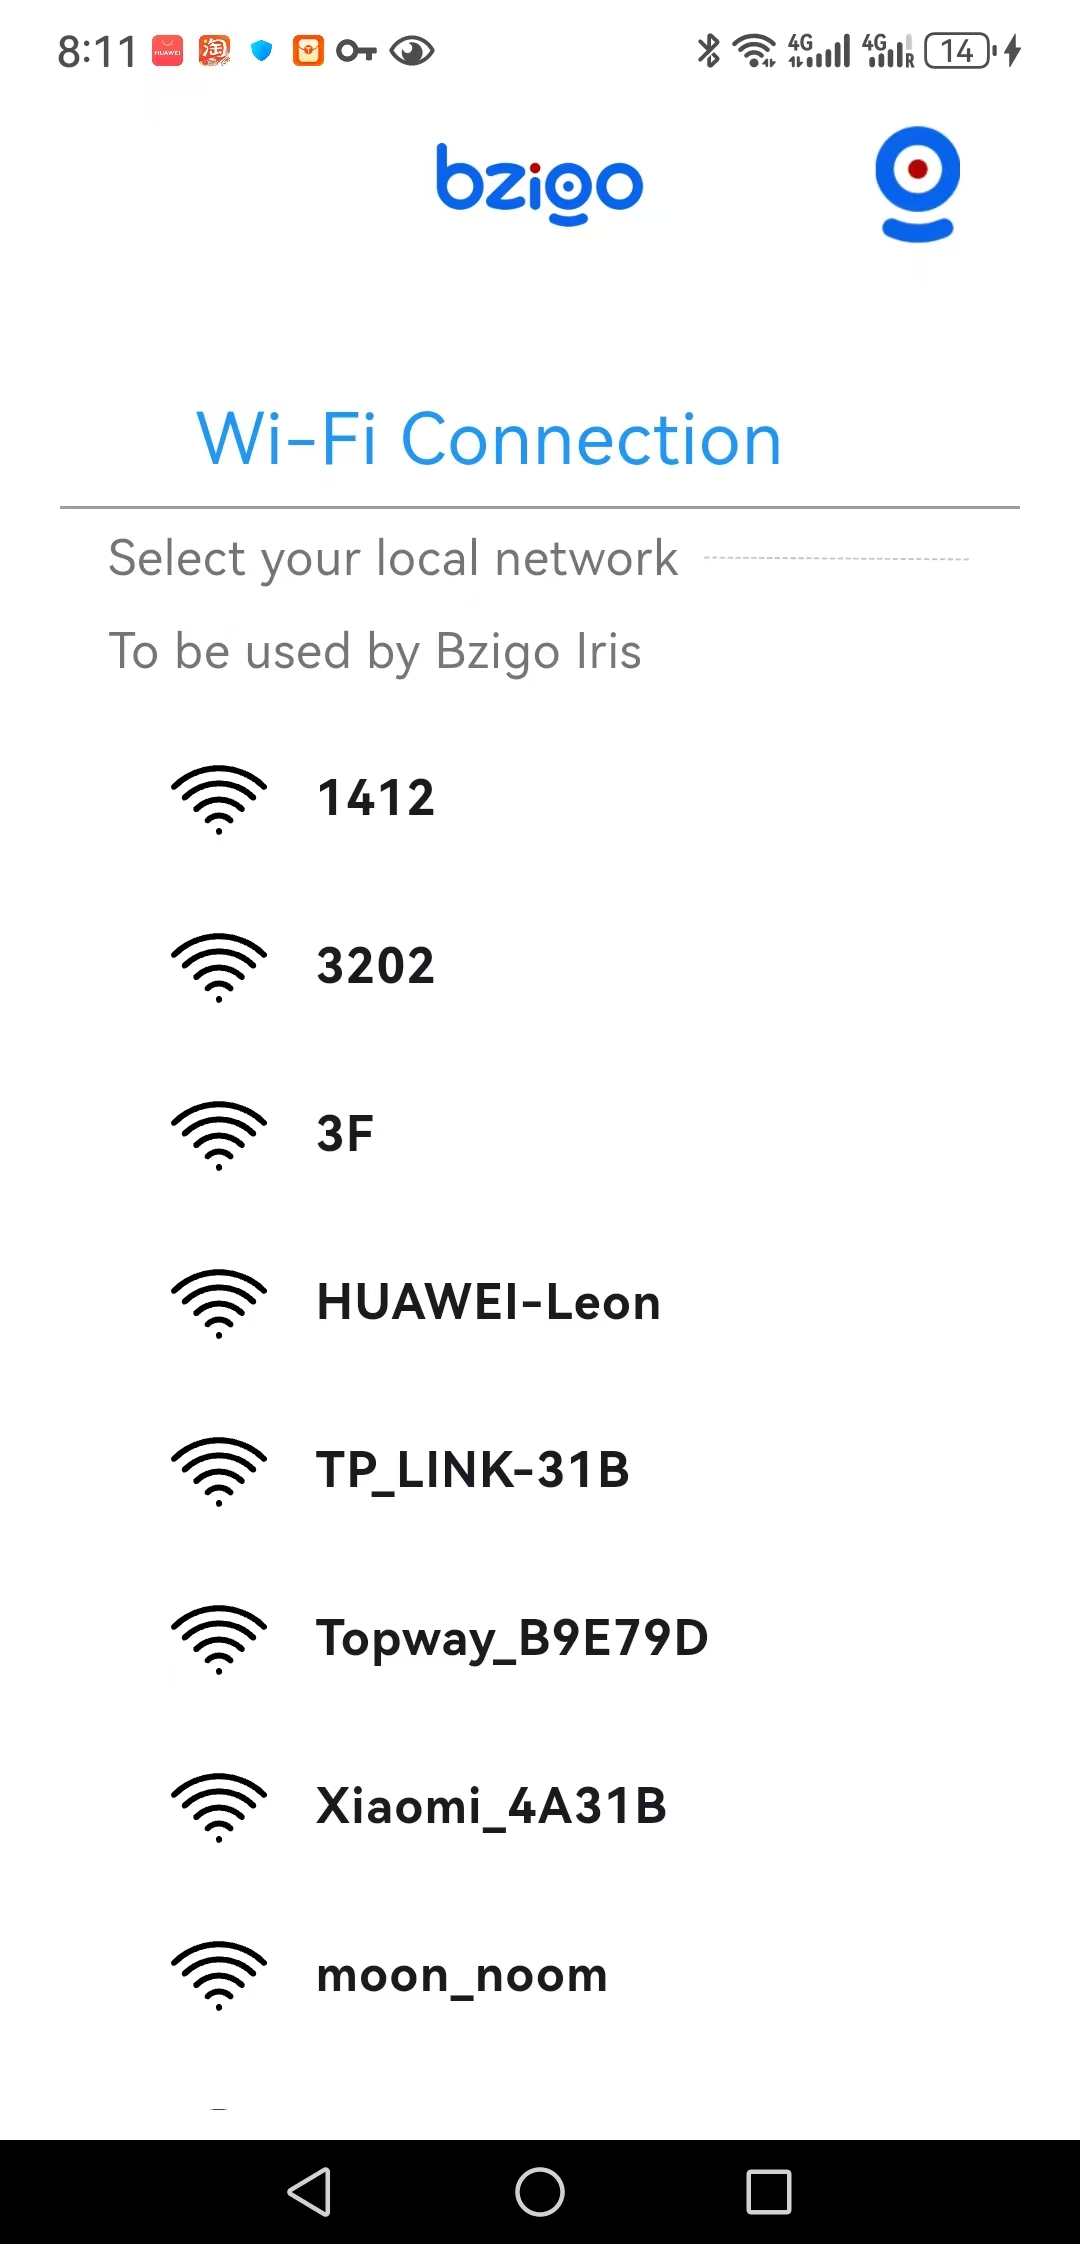 8:11 HUAWEI 淘 4G 4G R 14
bzigo
Wi-Fi Connection
Select your local network
To be used by Bzigo Iris
1412
3202
3F
HUAWEI-Leon
TP_LINK-31B
Topway_B9E79D
Xiaomi_4A31B
moon_noom